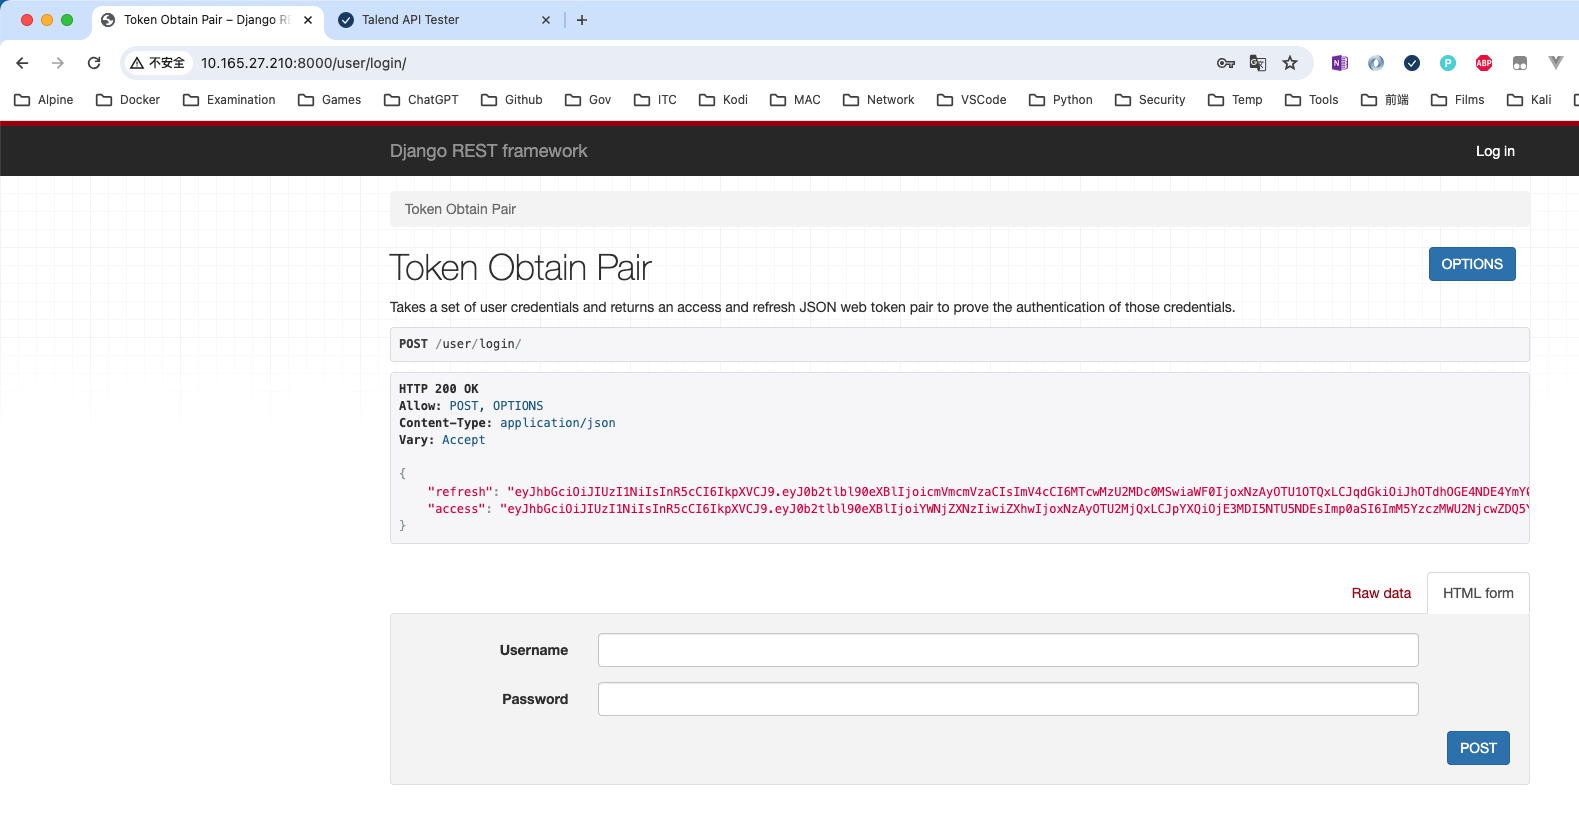 Token Obtain Pair – Django RE
Talend API Tester
不安全 10.165.27.210:8000/user/login/
Alpine Docker Examination Games ChatGPT Github Gov ITC Kodi MAC Network VSCode Python Security Temp Tools 前端 Films Kali
Django REST framework
Log in
Token Obtain Pair
Token Obtain Pair
OPTIONS
Takes a set of user credentials and returns an access and refresh JSON web token pair to prove the authentication of those credentials.
POST /user/login/
HTTP 200 OK
Allow: POST, OPTIONS
Content-Type: application/json
Vary: Accept
{
"refresh": "eyJhbGciOiJIUzI1NiIsInR5cCI6IkpXVCJ9.eyJ0b2tlbl90eXBlIjoicmVmcmVzaCIsImV4cCI6MTcwMzU2MDc0MSwiaWF0IjoxNzAyOTU1OTQxLCJqdGkiOiJhOTdhOGE4NDE4YmY
"access": "eyJhbGciOiJIUzI1NiIsInR5cCI6IkpXVCJ9.eyJ0b2tlbl90eXBlIjoiYWNjZXNzIiwiZXhwIjoxNzAyOTU2MjQxLCJpYXQiOjE3MDI5NTU5NDEsImp0aSI6ImM5YzczMWU2NjcwZDQ5Y
}
Raw data
HTML form
Username
Password
POST